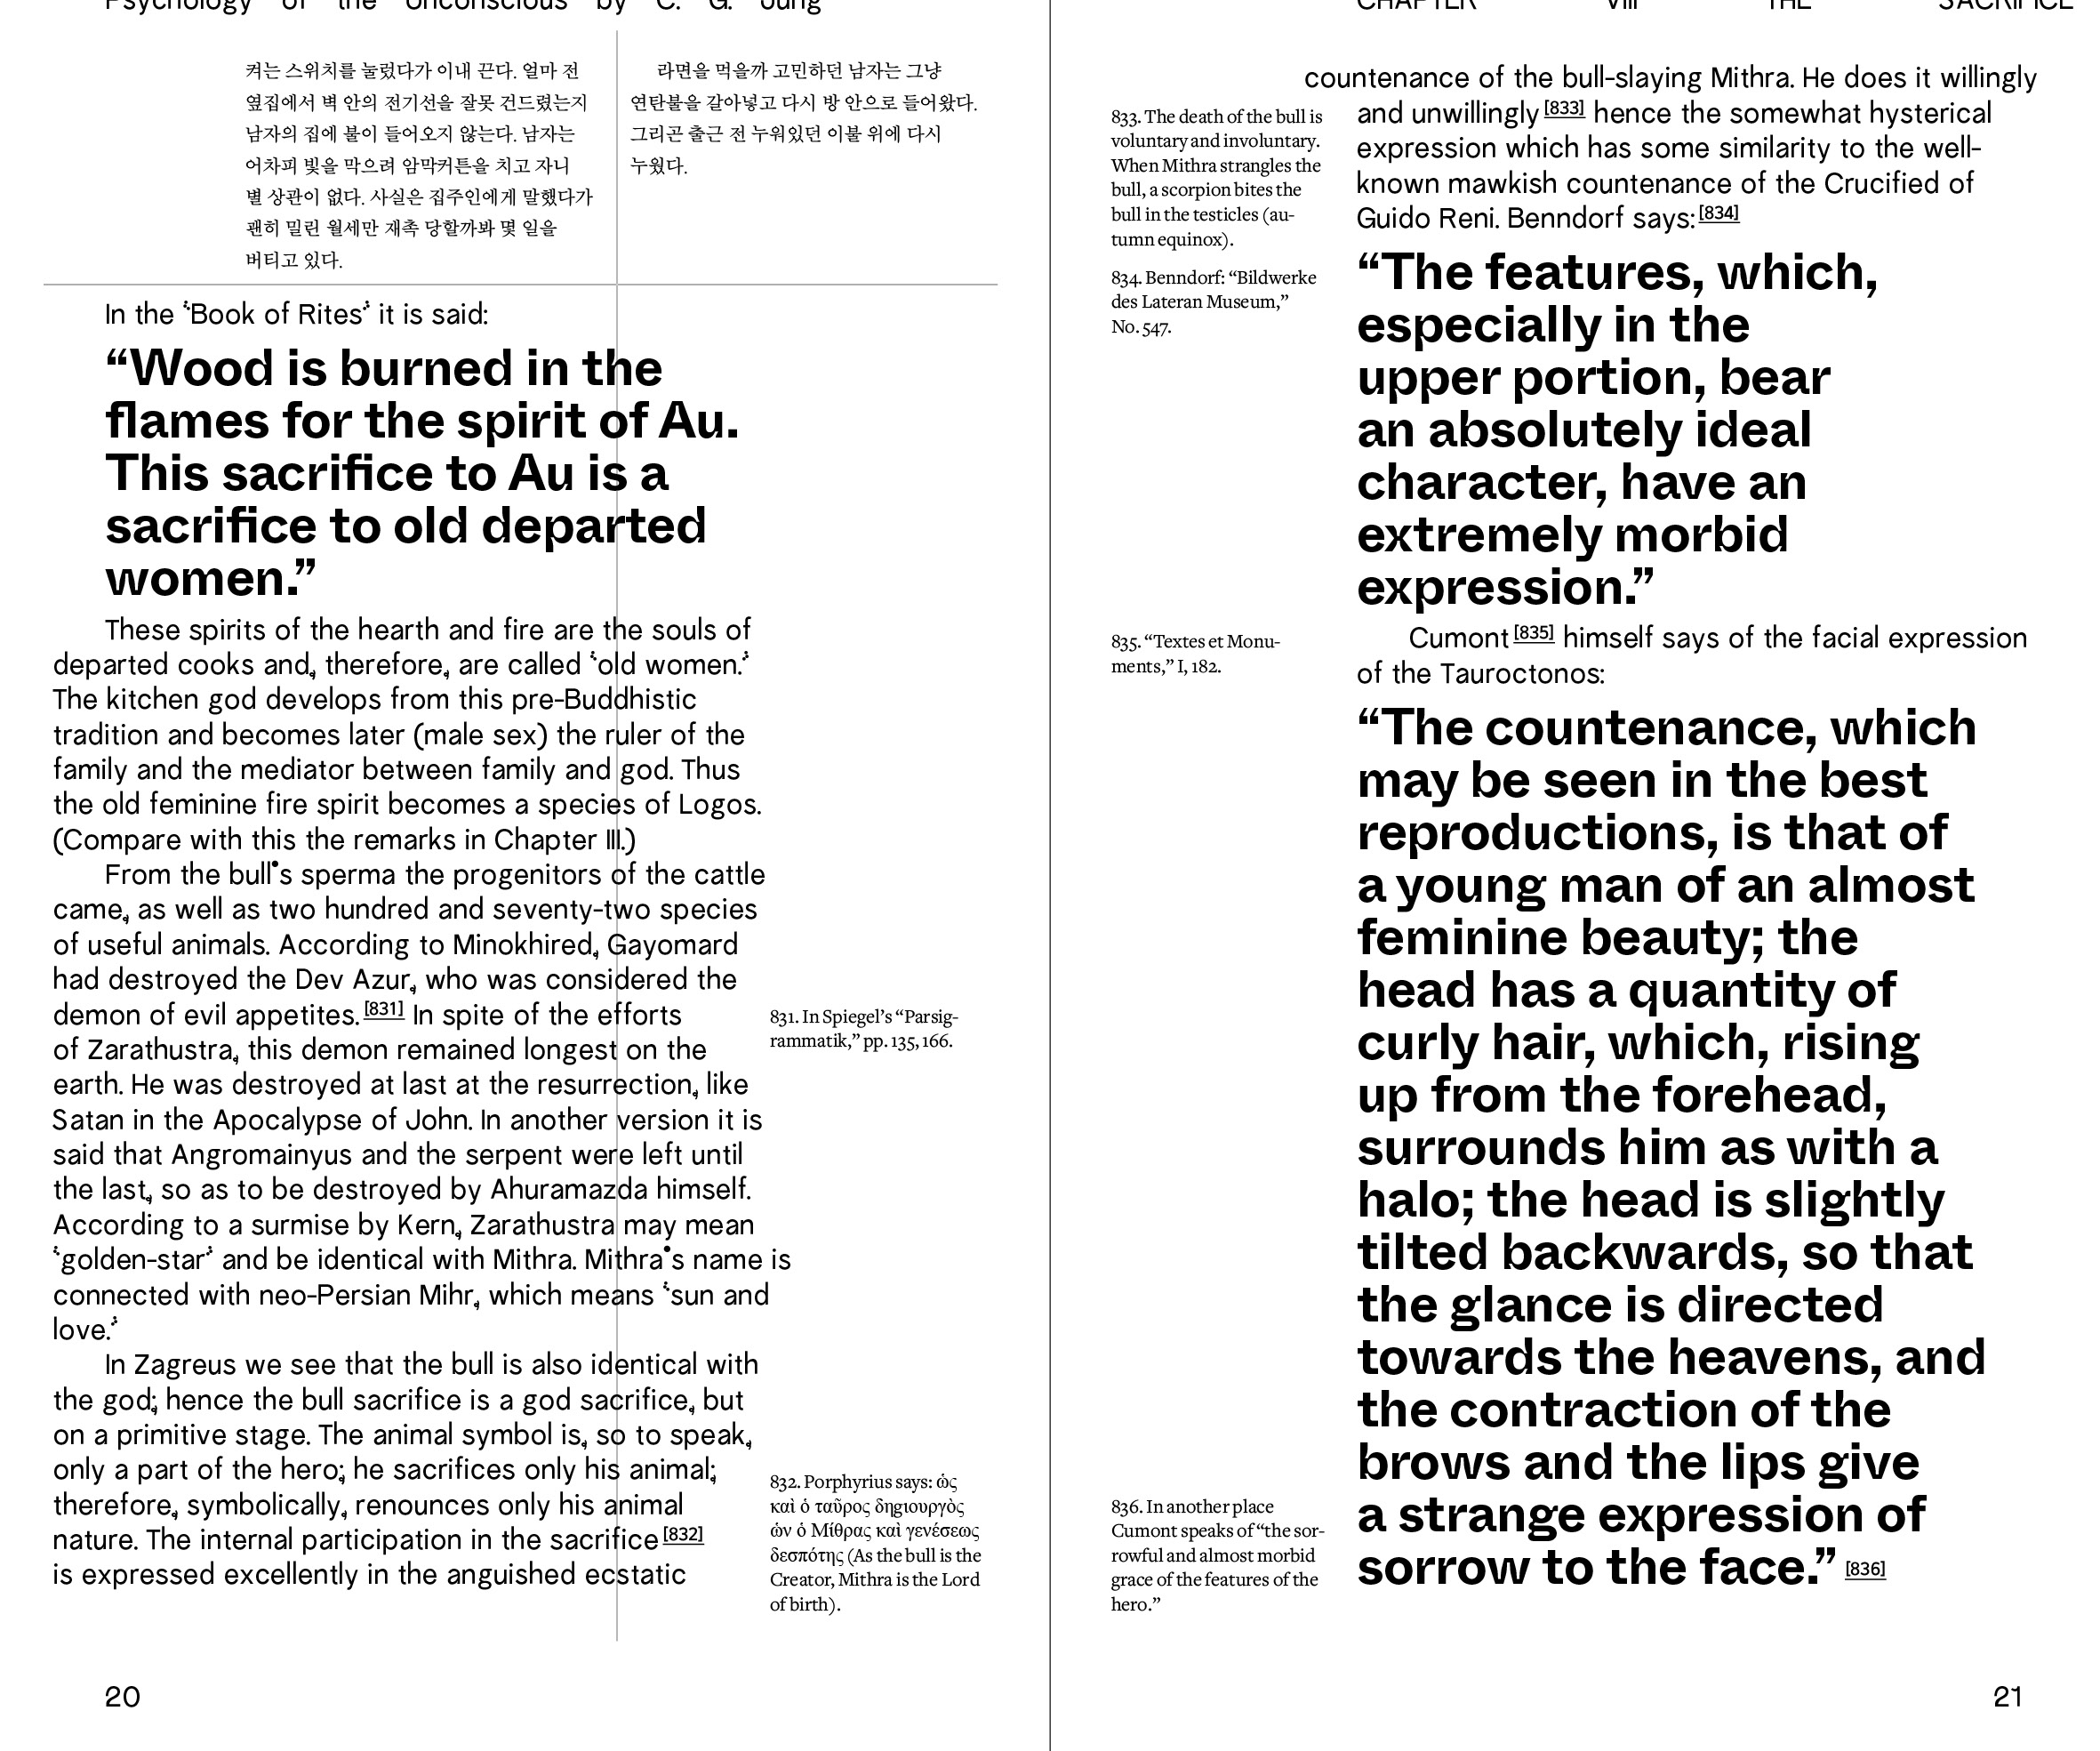 Psychology of the Unconscious by C. G. Jung
켜는 스위치를 눌렀다가 이내 끈다. 얼마 전
옆집에서 벽 안의 전기선을 잘못 건드렸는지
남자의 집에 불이 들어오지 않는다. 남자는
어차피 빛을 막으려 암막커튼을 치고 자니
별 상관이 없다. 사실은 집주인에게 말했다가
괜히 밀린 월세만 재촉 당할까봐 몇 일을
버티고 있다.
라면을 먹을까 고민하던 남자는 그냥
연탄불을 갈아넣고 다시 방 안으로 들어왔다.
그리곤 출근 전 누워있던 이불 위에 다시
누웠다.
In the “Book of Rites” it is said:
“Wood is burned in the
flames for the spirit of Au.
This sacrifice to Au is a
sacrifice to old departed
women.”
These spirits of the hearth and fire are the souls of
departed cooks and, therefore, are called “old women.”
The kitchen god develops from this pre-Buddhistic
tradition and becomes later (male sex) the ruler of the
family and the mediator between family and god. Thus
the old feminine fire spirit becomes a species of Logos.
(Compare with this the remarks in Chapter III.)
From the bull’s sperma the progenitors of the cattle
came, as well as two hundred and seventy-two species
of useful animals. According to Minokhired, Gayomard
had destroyed the Dev Azur, who was considered the
demon of evil appetites.[831] In spite of the efforts
of Zarathustra, this demon remained longest on the
earth. He was destroyed at last at the resurrection, like
Satan in the Apocalypse of John. In another version it is
said that Angromainyus and the serpent were left until
the last, so as to be destroyed by Ahuramazda himself.
According to a surmise by Kern, Zarathustra may mean
“golden-star” and be identical with Mithra. Mithra’s name is
connected with neo-Persian Mihr, which means “sun and
love.”
In Zagreus we see that the bull is also identical with
the god; hence the bull sacrifice is a god sacrifice, but
on a primitive stage. The animal symbol is, so to speak,
only a part of the hero; he sacrifices only his animal;
therefore, symbolically, renounces only his animal
nature. The internal participation in the sacrifice[832]
is expressed excellently in the anguished ecstatic
831. In Spiegel’s “Parsig-
rammatik,” pp. 135, 166.
832. Porphyrius says: ὡς
καὶ ὁ ταῦρος δηγιουργὸς
ὡν ὁ Μίθρας καὶ γενέσεως
δεσπότης (As the bull is the
Creator, Mithra is the Lord
of birth).
20
CHAPTER VIII THE SACRIFICE
countenance of the bull-slaying Mithra. He does it willingly
and unwillingly[833] hence the somewhat hysterical
expression which has some similarity to the well-
known mawkish countenance of the Crucified of
Guido Reni. Benndorf says:[834]
“The features, which,
especially in the
upper portion, bear
an absolutely ideal
character, have an
extremely morbid
expression.”
Cumont[835] himself says of the facial expression
of the Tauroctonos:
“The countenance, which
may be seen in the best
reproductions, is that of
a young man of an almost
feminine beauty; the
head has a quantity of
curly hair, which, rising
up from the forehead,
surrounds him as with a
halo; the head is slightly
tilted backwards, so that
the glance is directed
towards the heavens, and
the contraction of the
brows and the lips give
a strange expression of
sorrow to the face.” [836]
833. The death of the bull is
voluntary and involuntary.
When Mithra strangles the
bull, a scorpion bites the
bull in the testicles (au-
tumn equinox).
834. Benndorf: “Bildwerke
des Lateran Museum,”
No. 547.
835. “Textes et Monu-
ments,” I, 182.
836. In another place
Cumont speaks of “the sor-
rowful and almost morbid
grace of the features of the
hero.”
21